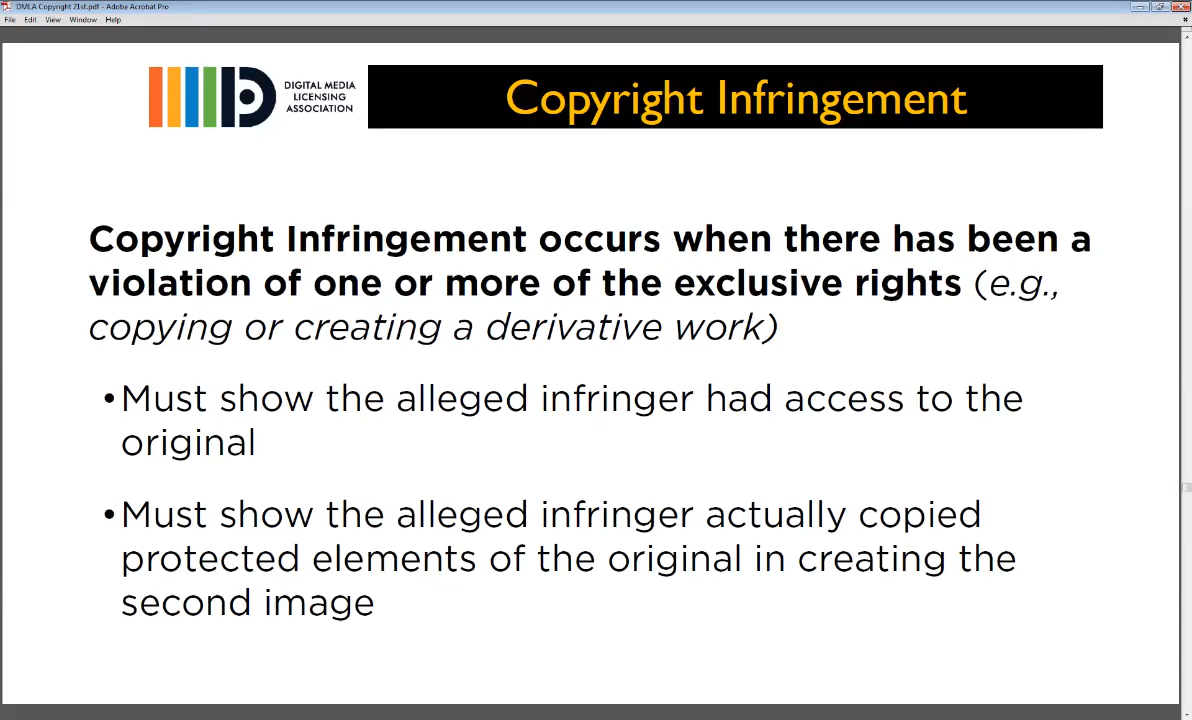 DMLA Copyright 21st.pdf - Adobe Acrobat Pro
File Edit View Window Help
DIGITAL MEDIA
LICENSING
ASSOCIATION
Copyright Infringement
Copyright Infringement occurs when there has been a
violation of one or more of the exclusive rights (e.g.,
copying or creating a derivative work)
•Must show the alleged infringer had access to the
original
•Must show the alleged infringer actually copied
protected elements of the original in creating the
second image